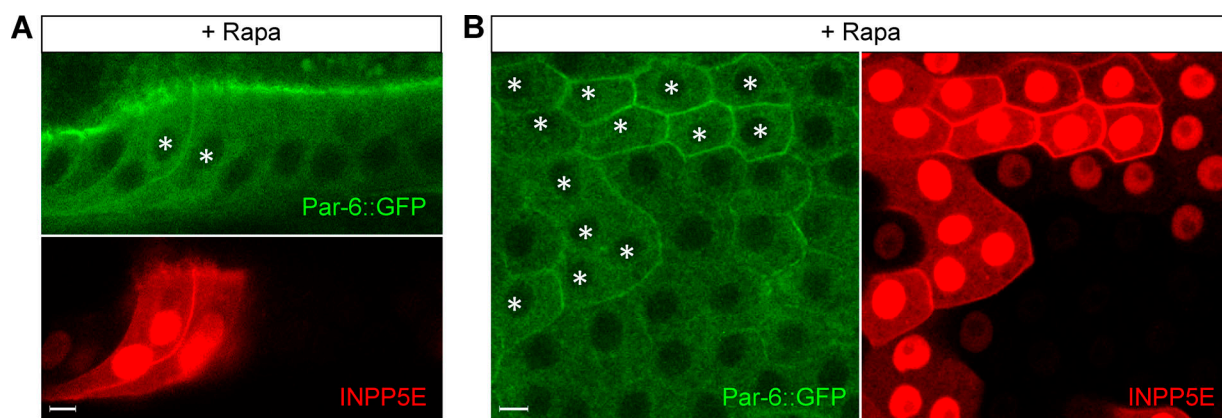 A
+ Rapa
* *
Par-6::GFP
INPP5E
B
+ Rapa
* * * *
* * * *
*
*
*
*
*
Par-6::GFP
INPP5E